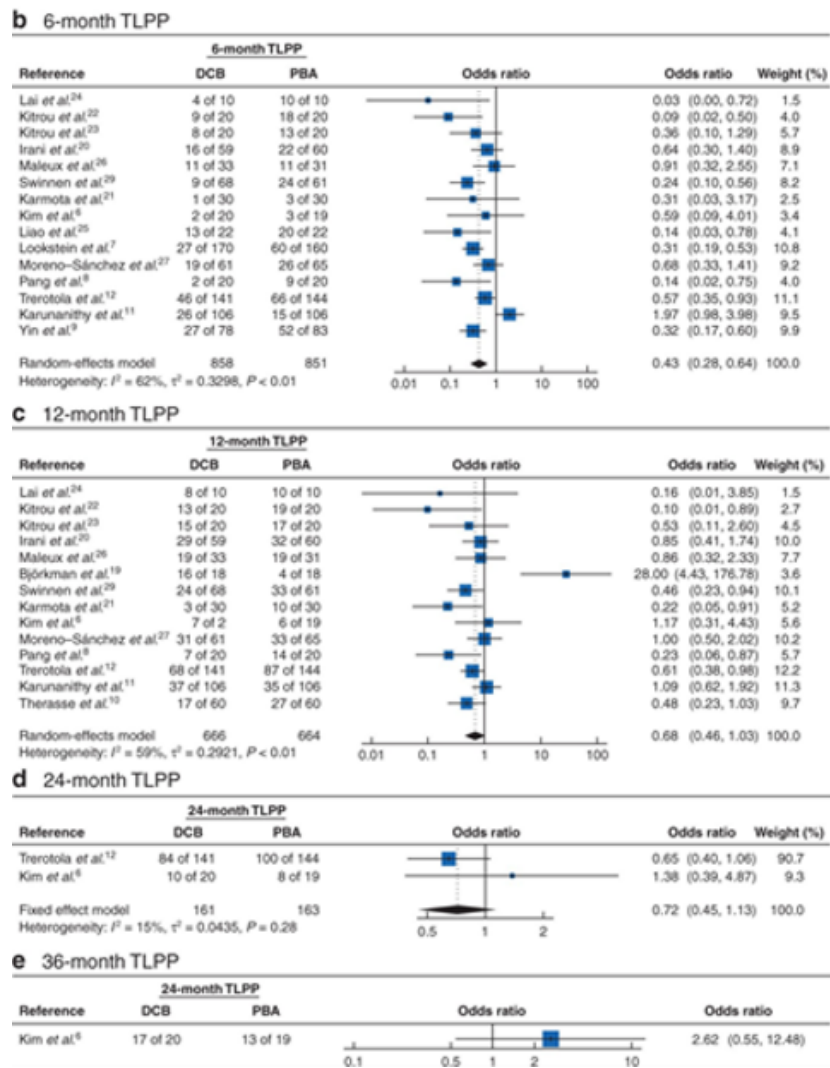 b 6-month TLPP
6-month TLPP
Reference DCB PBA Odds ratio Odds ratio Weight (%)
Lai et al.24 4 of 10 10 of 10 0.03 (0.00, 0.72) 1.5
Kitrou et al.22 9 of 20 18 of 20 0.09 (0.02, 0.50) 4.0
Kitrou et al.23 8 of 20 13 of 20 0.36 (0.10, 1.29) 5.7
Irani et al.20 16 of 59 22 of 60 0.64 (0.30, 1.40) 8.9
Maleux et al.26 11 of 33 11 of 31 0.91 (0.32, 2.55) 7.1
Swinnen et al.29 9 of 68 24 of 61 0.24 (0.10, 0.56) 8.2
Karmota et al.21 1 of 30 3 of 30 0.31 (0.03, 3.17) 2.5
Kim et al.6 2 of 20 3 of 19 0.59 (0.09, 4.01) 3.4
Liao et al.25 13 of 22 20 of 22 0.14 (0.03, 0.78) 4.1
Lookstein et al.7 27 of 170 60 of 160 0.31 (0.19, 0.53) 10.8
Moreno–Sánchez et al.27 19 of 61 26 of 65 0.68 (0.33, 1.41) 9.2
Pang et al.8 2 of 20 9 of 20 0.14 (0.02, 0.75) 4.0
Trerotola et al.12 46 of 141 66 of 144 0.57 (0.35, 0.93) 11.1
Karunanithy et al.11 26 of 106 15 of 106 1.97 (0.98, 3.98) 9.5
Yin et al.9 27 of 78 52 of 83 0.32 (0.17, 0.60) 9.9
Random-effects model 858 851 0.43 (0.28, 0.64) 100.0
Heterogeneity: I² = 62%, τ² = 0.3298, P < 0.01
0.01 0.1 1 10 100
c 12-month TLPP
12-month TLPP
Reference DCB PBA Odds ratio Odds ratio Weight (%)
Lai et al.24 8 of 10 10 of 10 0.16 (0.01, 3.85) 1.5
Kitrou et al.22 13 of 20 19 of 20 0.10 (0.01, 0.89) 2.7
Kitrou et al.23 15 of 20 17 of 20 0.53 (0.11, 2.60) 4.5
Irani et al.20 29 of 59 32 of 60 0.85 (0.41, 1.74) 10.0
Maleux et al.26 19 of 33 19 of 31 0.86 (0.32, 2.33) 7.7
Björkman et al.19 16 of 18 4 of 18 28.00 (4.43, 176.78) 3.6
Swinnen et al.29 24 of 68 33 of 61 0.46 (0.23, 0.94) 10.1
Karmota et al.21 3 of 30 10 of 30 0.22 (0.05, 0.91) 5.2
Kim et al.6 7 of 2 6 of 19 1.17 (0.31, 4.43) 5.6
Moreno–Sánchez et al.27 31 of 61 33 of 65 1.00 (0.50, 2.02) 10.2
Pang et al.8 7 of 20 14 of 20 0.23 (0.06, 0.87) 5.7
Trerotola et al.12 68 of 141 87 of 144 0.61 (0.38, 0.98) 12.2
Karunanithy et al.11 37 of 106 35 of 106 1.09 (0.62, 1.92) 11.3
Therasse et al.10 17 of 60 27 of 60 0.48 (0.23, 1.03) 9.7
Random-effects model 666 664 0.68 (0.46, 1.03) 100.0
Heterogeneity: I² = 59%, τ² = 0.2921, P < 0.01
0.01 0.1 1 10 100
d 24-month TLPP
24-month TLPP
Reference DCB PBA Odds ratio Odds ratio Weight (%)
Trerotola et al.12 84 of 141 100 of 144 0.65 (0.40, 1.06) 90.7
Kim et al.6 10 of 20 8 of 19 1.38 (0.39, 4.87) 9.3
Fixed effect model 161 163 0.72 (0.45, 1.13) 100.0
Heterogeneity: I² = 15%, τ² = 0.0435, P = 0.28
0.5 1 2
e 36-month TLPP
24-month TLPP
Reference DCB PBA Odds ratio Odds ratio
Kim et al.6 17 of 20 13 of 19 2.62 (0.55, 12.48)
0.1 0.5 1 2 10